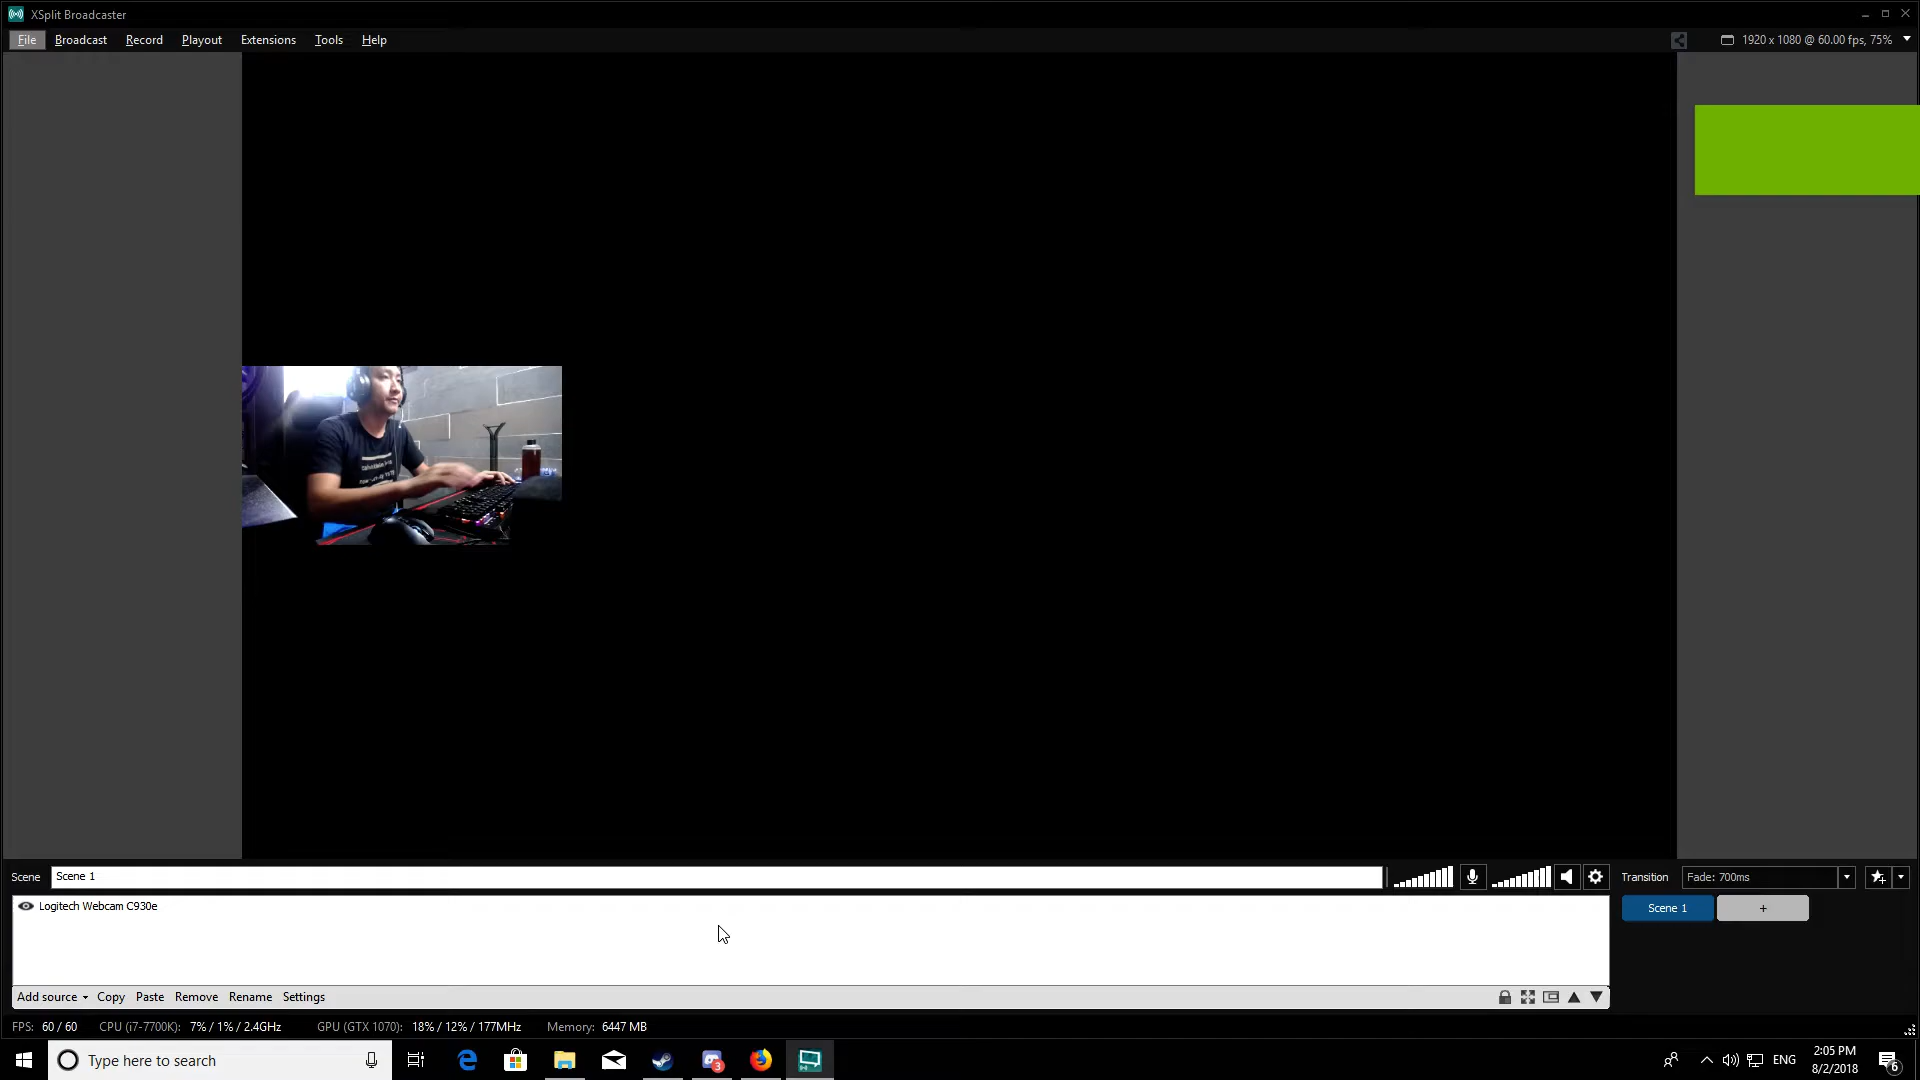 XSplit Broadcaster
File Broadcast Record Playout Extensions Tools Help
1920 x 1080 @ 60.00 fps, 75%
Scene Scene 1
Transition Fade: 700ms
Logitech Webcam C930e
Scene 1 +
Add source Copy Paste Remove Rename Settings
FPS: 60 / 60 CPU (i7-7700K): 7% / 1% / 2.4GHz GPU (GTX 1070): 18% / 12% / 177MHz Memory: 6447 MB
Type here to search
3
ENG
2:05 PM
8/2/2018
6